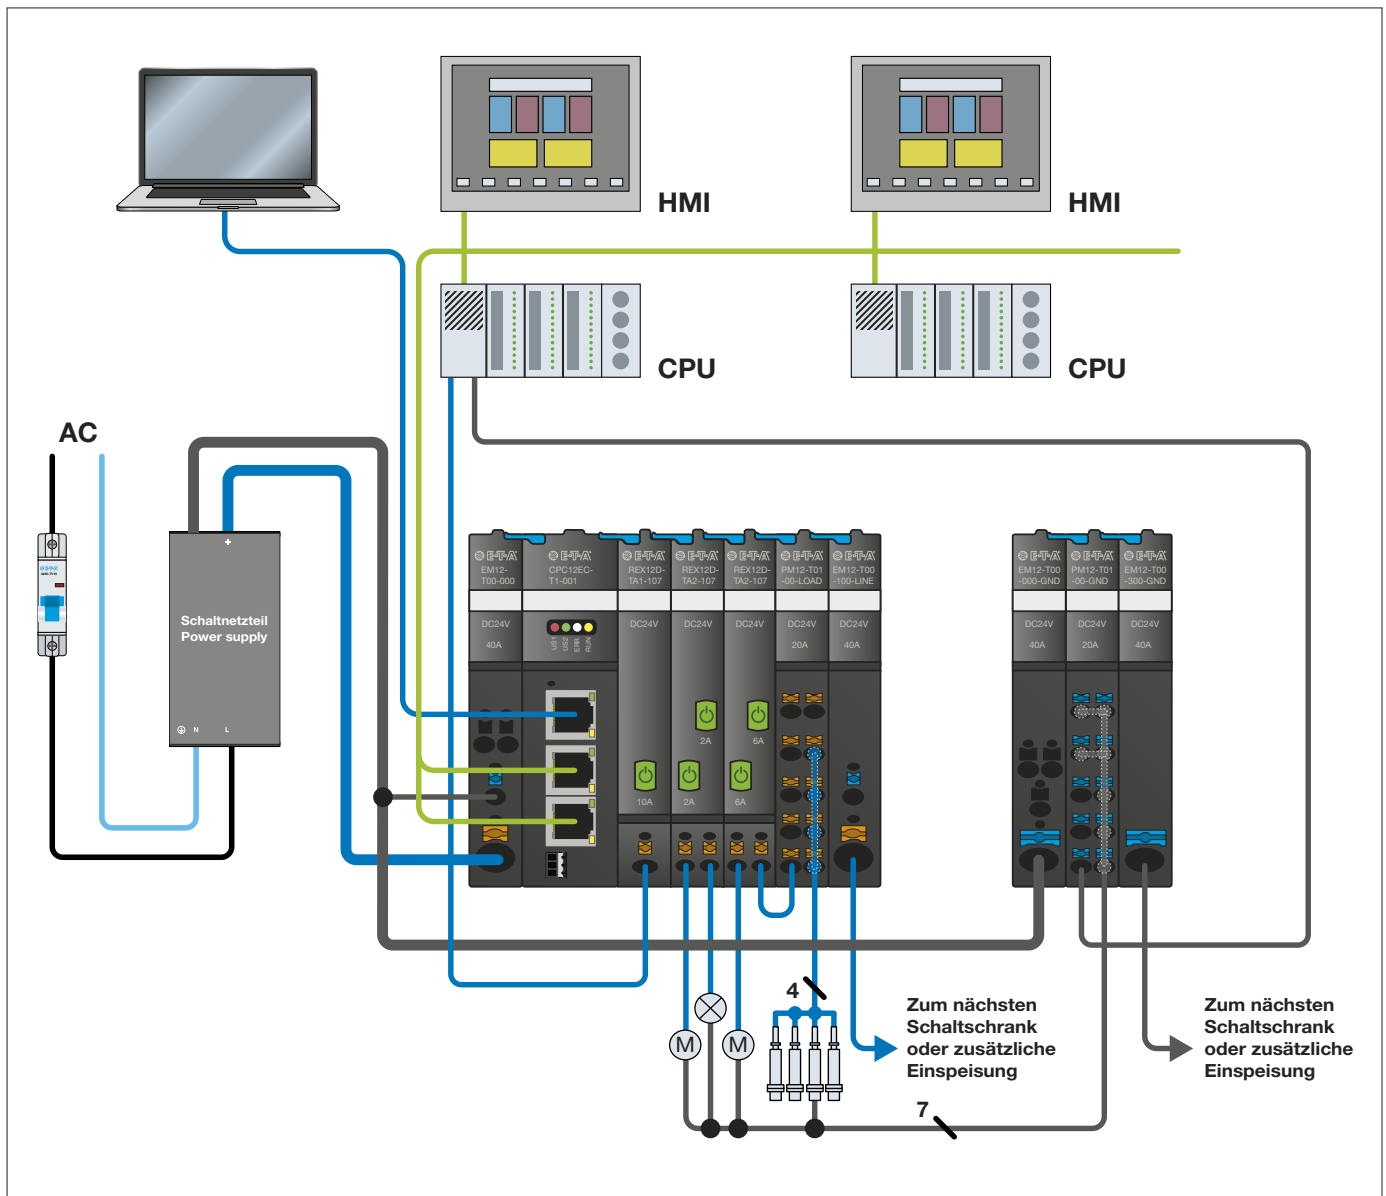 HMI
HMI
CPU
CPU
AC
Schaltnetzteil
Power supply
+
N
L
E-T-A
EM12-
T00-000
DC24V
40A
E-T-A
CPC12EC-
T1-001
US1
US2
ERR
RUN
E-T-A
REX12D-
TA1-107
DC24V
10A
E-T-A
REX12D-
TA2-107
DC24V
2A
2A
E-T-A
REX12D-
TA2-107
DC24V
6A
6A
E-T-A
PM12-T01
-00-LOAD
DC24V
20A
E-T-A
EM12-T00
-100-LINE
DC24V
40A
E-T-A
EM12-T00
-000-GND
DC24V
40A
E-T-A
PM12-T01
-00-GND
DC24V
20A
E-T-A
EM12-T00
-300-GND
DC24V
40A
4
M
M
7
Zum nächsten
Schaltschrank
oder zusätzliche
Einspeisung
Zum nächsten
Schaltschrank
oder zusätzliche
Einspeisung